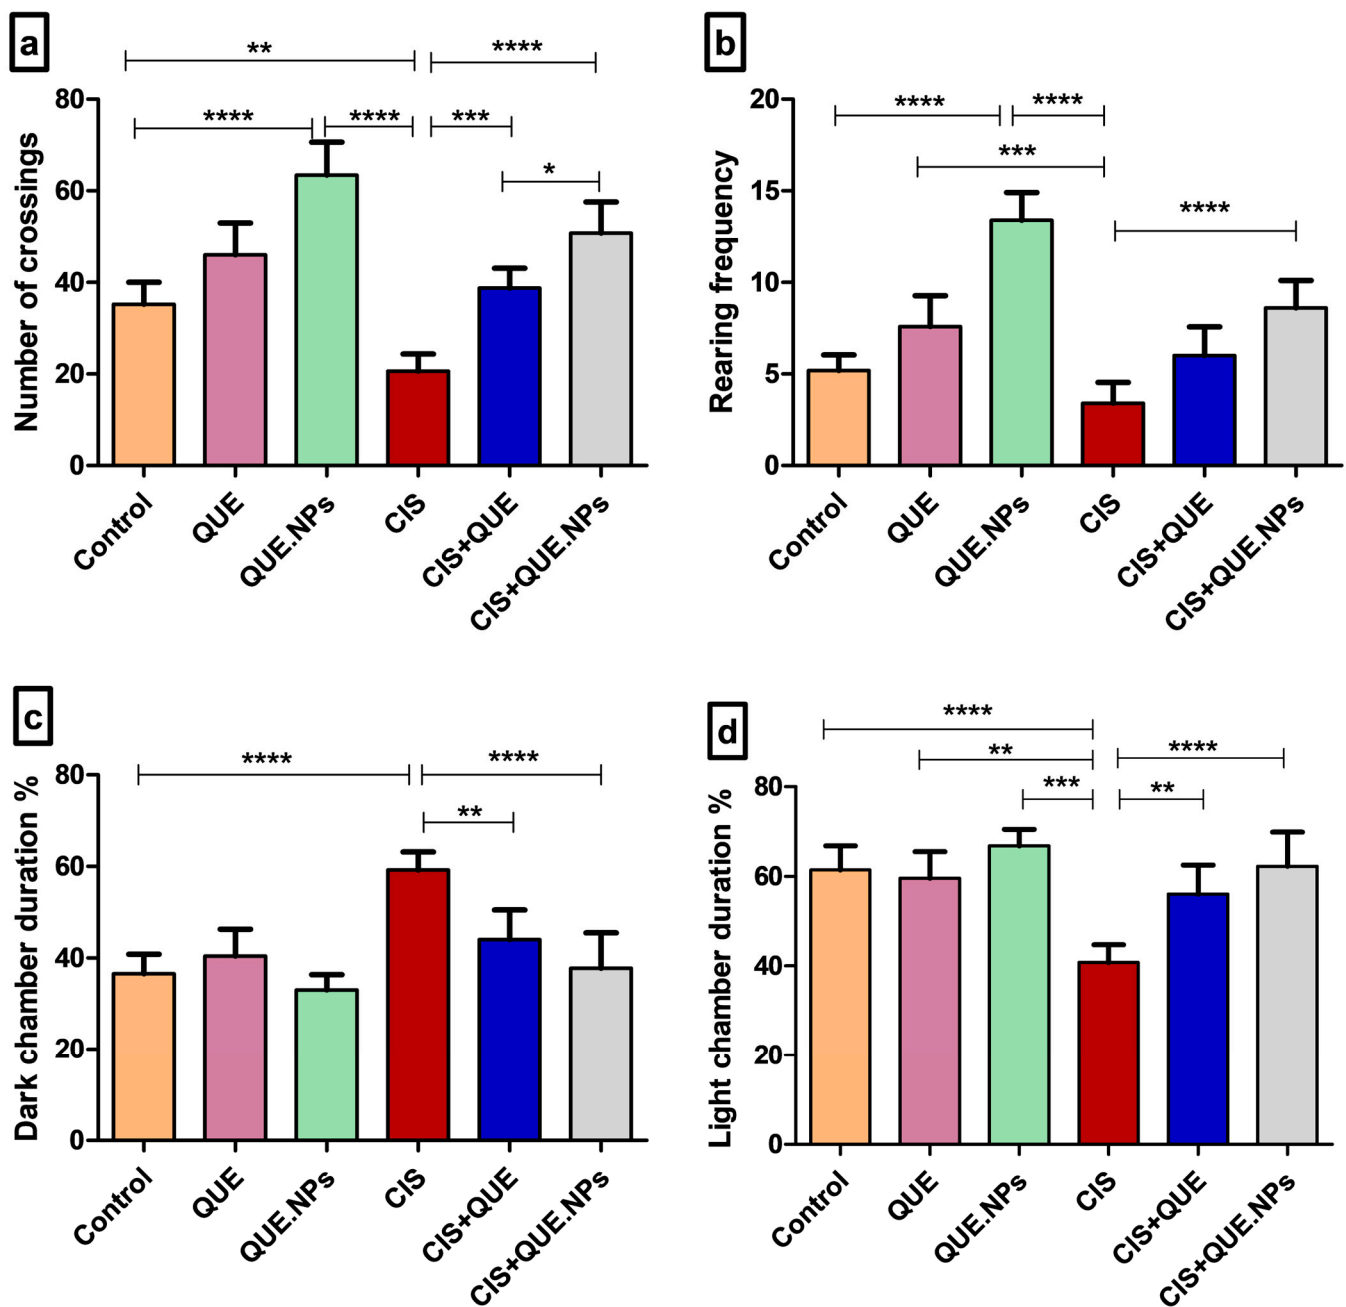 a
**
****
****
****
***
*
Number of crossings
80
60
40
20
0
Control
QUE
QUE.NPs
CIS
CIS+QUE
CIS+QUE.NPs
b
****
****
***
****
Rearing frequency
20
15
10
5
0
Control
QUE
QUE.NPs
CIS
CIS+QUE
CIS+QUE.NPs
c
****
****
**
Dark chamber duration %
80
60
40
20
0
Control
QUE
QUE.NPs
CIS
CIS+QUE
CIS+QUE.NPs
d
****
**
****
***
**
Light chamber duration %
80
60
40
20
0
Control
QUE
QUE.NPs
CIS
CIS+QUE
CIS+QUE.NPs